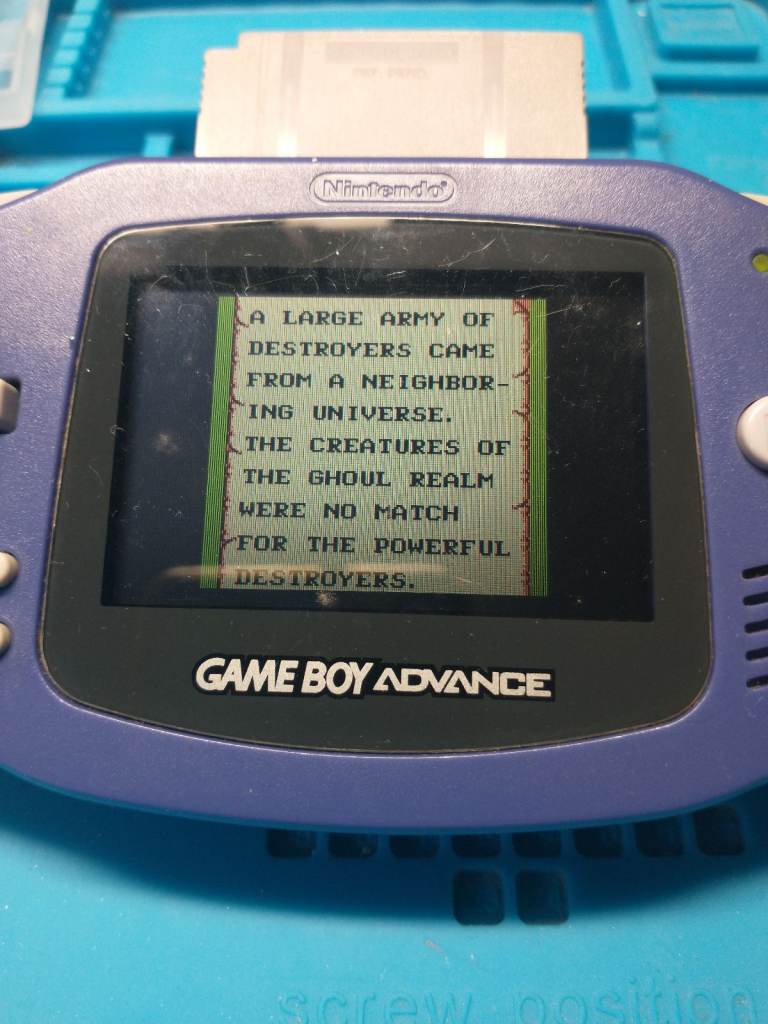 Nintendo®
A LARGE ARMY OF
DESTROYERS CAME
FROM A NEIGHBOR-
ING UNIVERSE.
THE CREATURES OF
THE GHOUL REALM
WERE NO MATCH
FOR THE POWERFUL
DESTROYERS.
GAME BOY ADVANCE
screw position